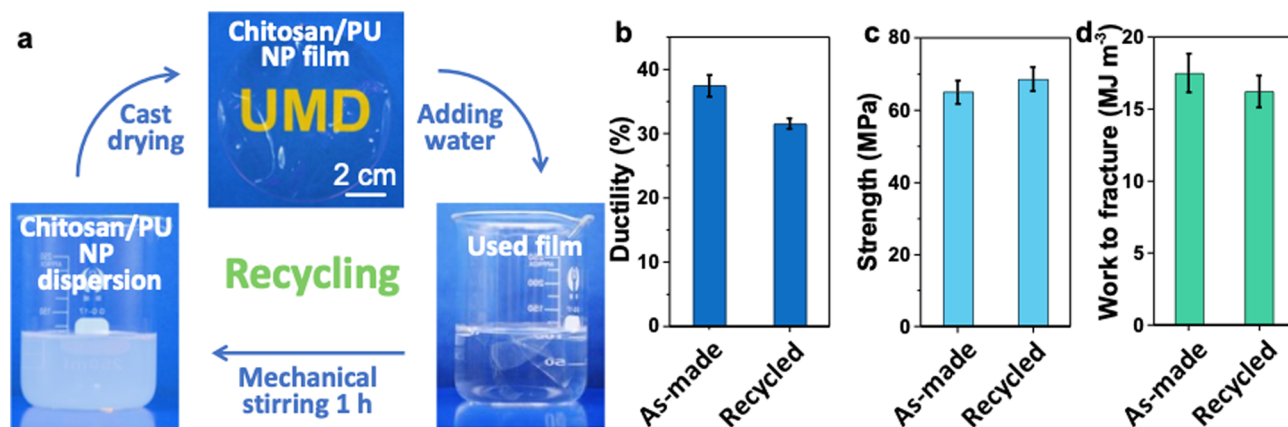 a
Chitosan/PU
NP film
UMD
2 cm
Cast
drying
Adding
water
Chitosan/PU
NP
dispersion
Used film
Recycling
Mechanical
stirring 1 h
b
Ductility (%)
40
30
20
10
0
As-made
Recycled
c
Strength (MPa)
80
60
40
20
0
As-made
Recycled
d
Work to fracture (MJ m⁻³)
20
15
10
5
0
As-made
Recycled